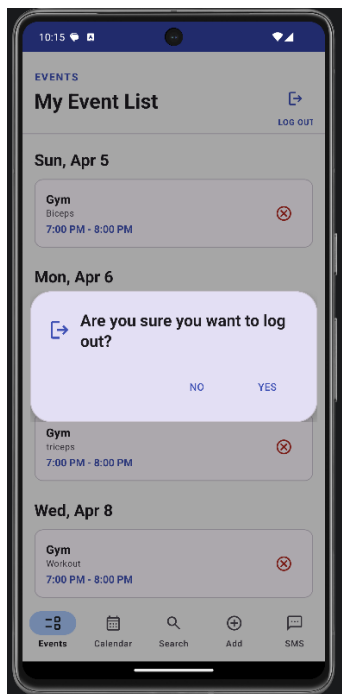 10:15
EVENTS
My Event List
LOG OUT
Sun, Apr 5
Gym
Biceps
7:00 PM - 8:00 PM
Mon, Apr 6
Are you sure you want to log
out?
NO
YES
Gym
triceps
7:00 PM - 8:00 PM
Wed, Apr 8
Gym
Workout
7:00 PM - 8:00 PM
Events
Calendar
Search
Add
SMS